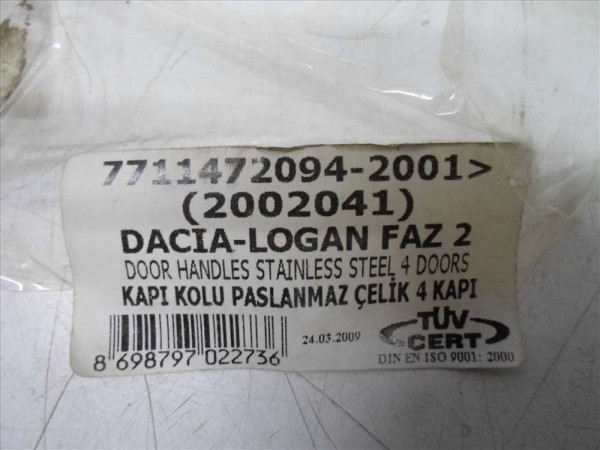 7711472094-2001>
(2002041)
DACIA-LOGAN FAZ 2
DOOR HANDLES STAINLESS STEEL 4 DOORS
KAPI KOLU PASLANMAZ ÇELİK 4 KAPI
8 698797 022736
24.03.2009
TÜV
CERT
DIN EN ISO 9001: 2000